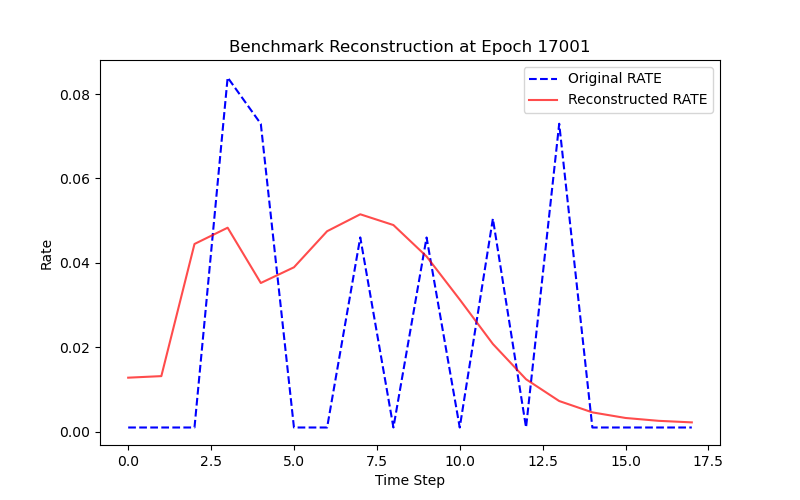 Benchmark Reconstruction at Epoch 17001
Original RATE
Reconstructed RATE
0.08
0.06
0.04
0.02
0.00
Rate
0.0 2.5 5.0 7.5 10.0 12.5 15.0 17.5
Time Step